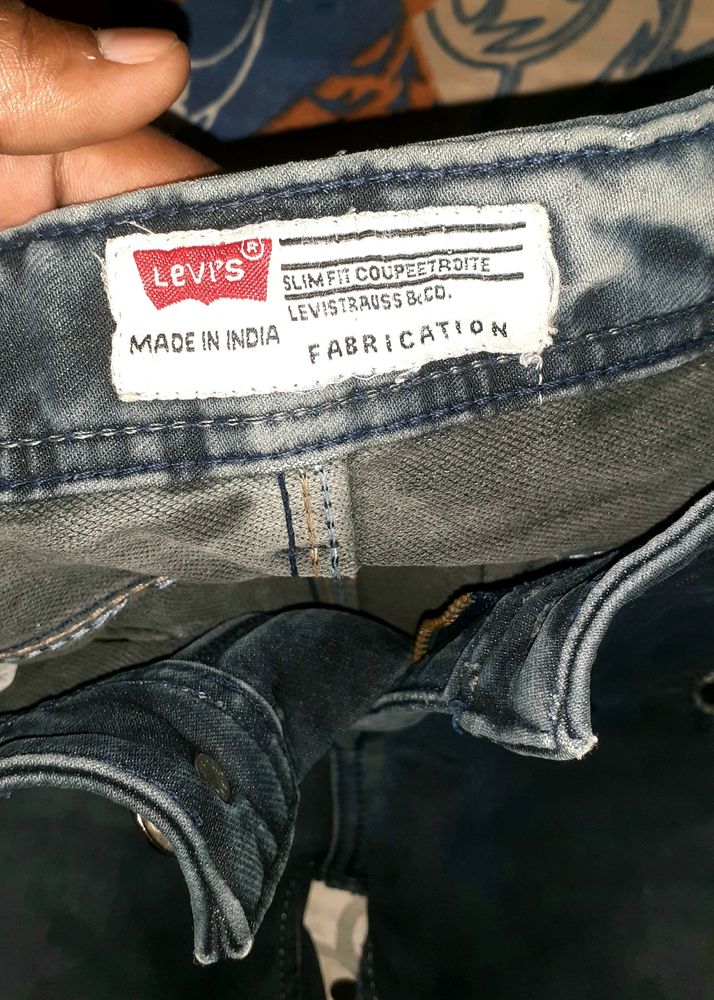 LEVI'S ®
SLIM FIT COUPEETROITE
LEVISTRAUSS & CO.
MADE IN INDIA
FABRICATION